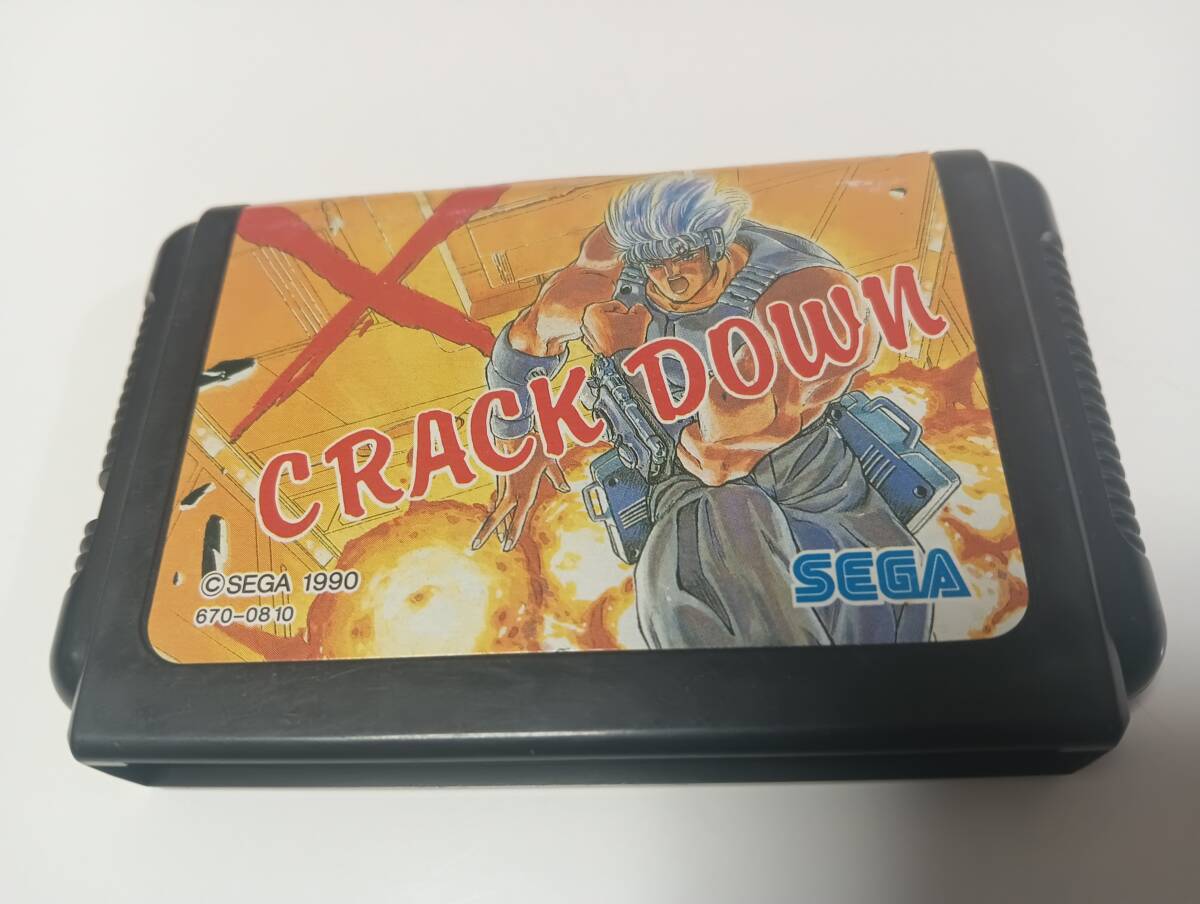 CRACK DOWN
©SEGA 1990
670-0810
SEGA